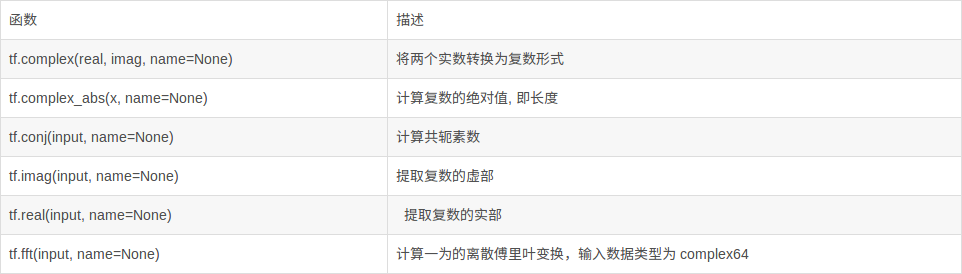 函数 描述
tf.complex(real, imag, name=None) 将两个实数转换为复数形式
tf.complex_abs(x, name=None) 计算复数的绝对值, 即长度
tf.conj(input, name=None) 计算共轭素数
tf.imag(input, name=None) 提取复数的虚部
tf.real(input, name=None) 提取复数的实部
tf.fft(input, name=None) 计算一为的离散傅里叶变换，输入数据类型为 complex64